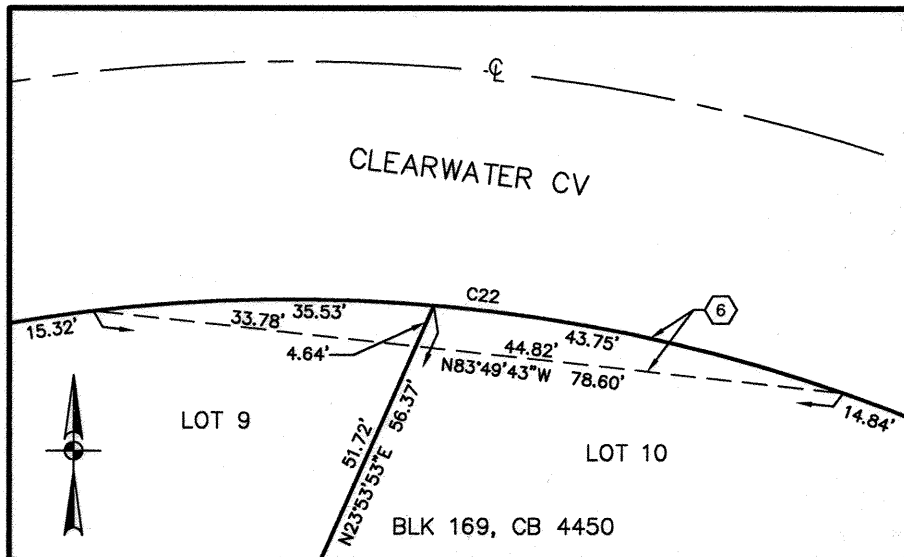 ℄
CLEARWATER CV
C22
6
15.32'
33.78'
35.53'
43.75'
4.64'
44.82'
N83°49'43"W
78.60'
14.84'
LOT 9
51.72'
56.37'
N23°53'53"E
LOT 10
BLK 169, CB 4450